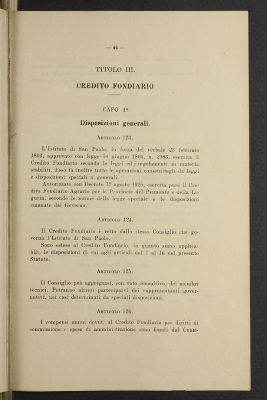 — 46 —
TITOLO III.
CREDITO FONDIARIO
CAPO 1º
Disposizioni generali.
Articolo 123.
L'Istituto di San Paolo, in forza del verbale 23 febbraio
1866, approvato con legge 14 giugno 1866, n. 2983, esercita il
Credito Fondiario secondo le leggi ed i regolamenti in materia
stabiliti. Esso fa inoltre tutte le operazioni consentitegli da leggi
e disposizioni speciali o generali.
Autorizzato con Decreto 12 agosto 1925, esercita pure il Cre-
dito Fondiario Agrario per le Provincie del Piemonte e della Li-
guria, secondo le norme della legge speciale e le disposizioni
emanate dal Governo.
Articolo 124.
Il Credito Fondiario è retto dallo stesso Consiglio che go-
verna l'Istituto di San Paolo.
Sono estese al Credito Fondiario, in quanto siano applica-
bili, le disposizioni di cui agli articoli dal 7 al 16 del presente
Statuto.
Articolo 125.
Il Consiglio può aggregarsi, con voto consultivo, dei membri
tecnici. Potranno altresì parteciparvi dei rappresentanti gover-
nativi, nei casi determinati da speciali disposizioni.
Articolo 126.
I compensi annui dovuti al Credito Fondiario per diritti di
commissione e spese di amministrazione sono fissati dal Consi-